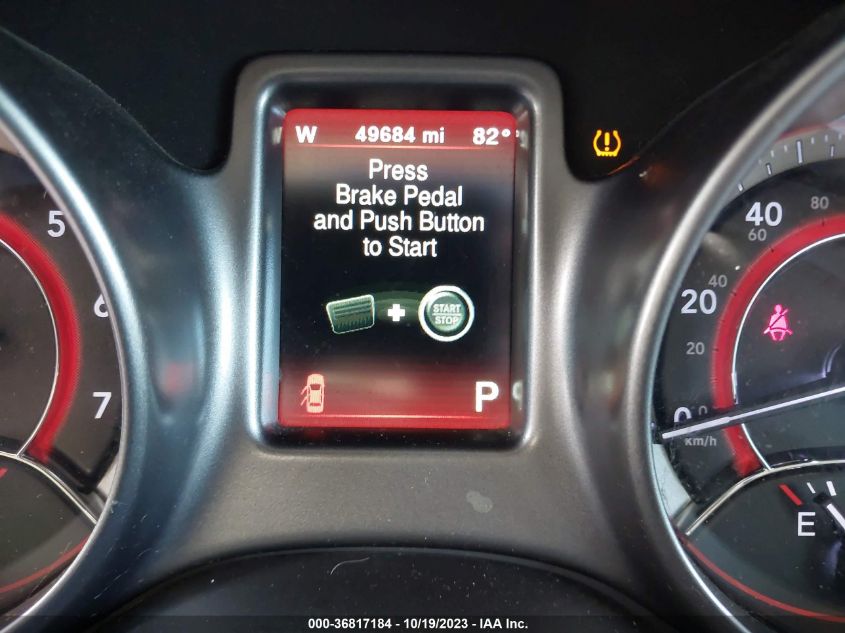 W 49684 mi 82°
Press
Brake Pedal
and Push Button
to Start
START
STOP
P
5
6
7
80
40
60
40
20
20
0 0
km/h
E
000-36817184 - 10/19/2023 - IAA Inc.